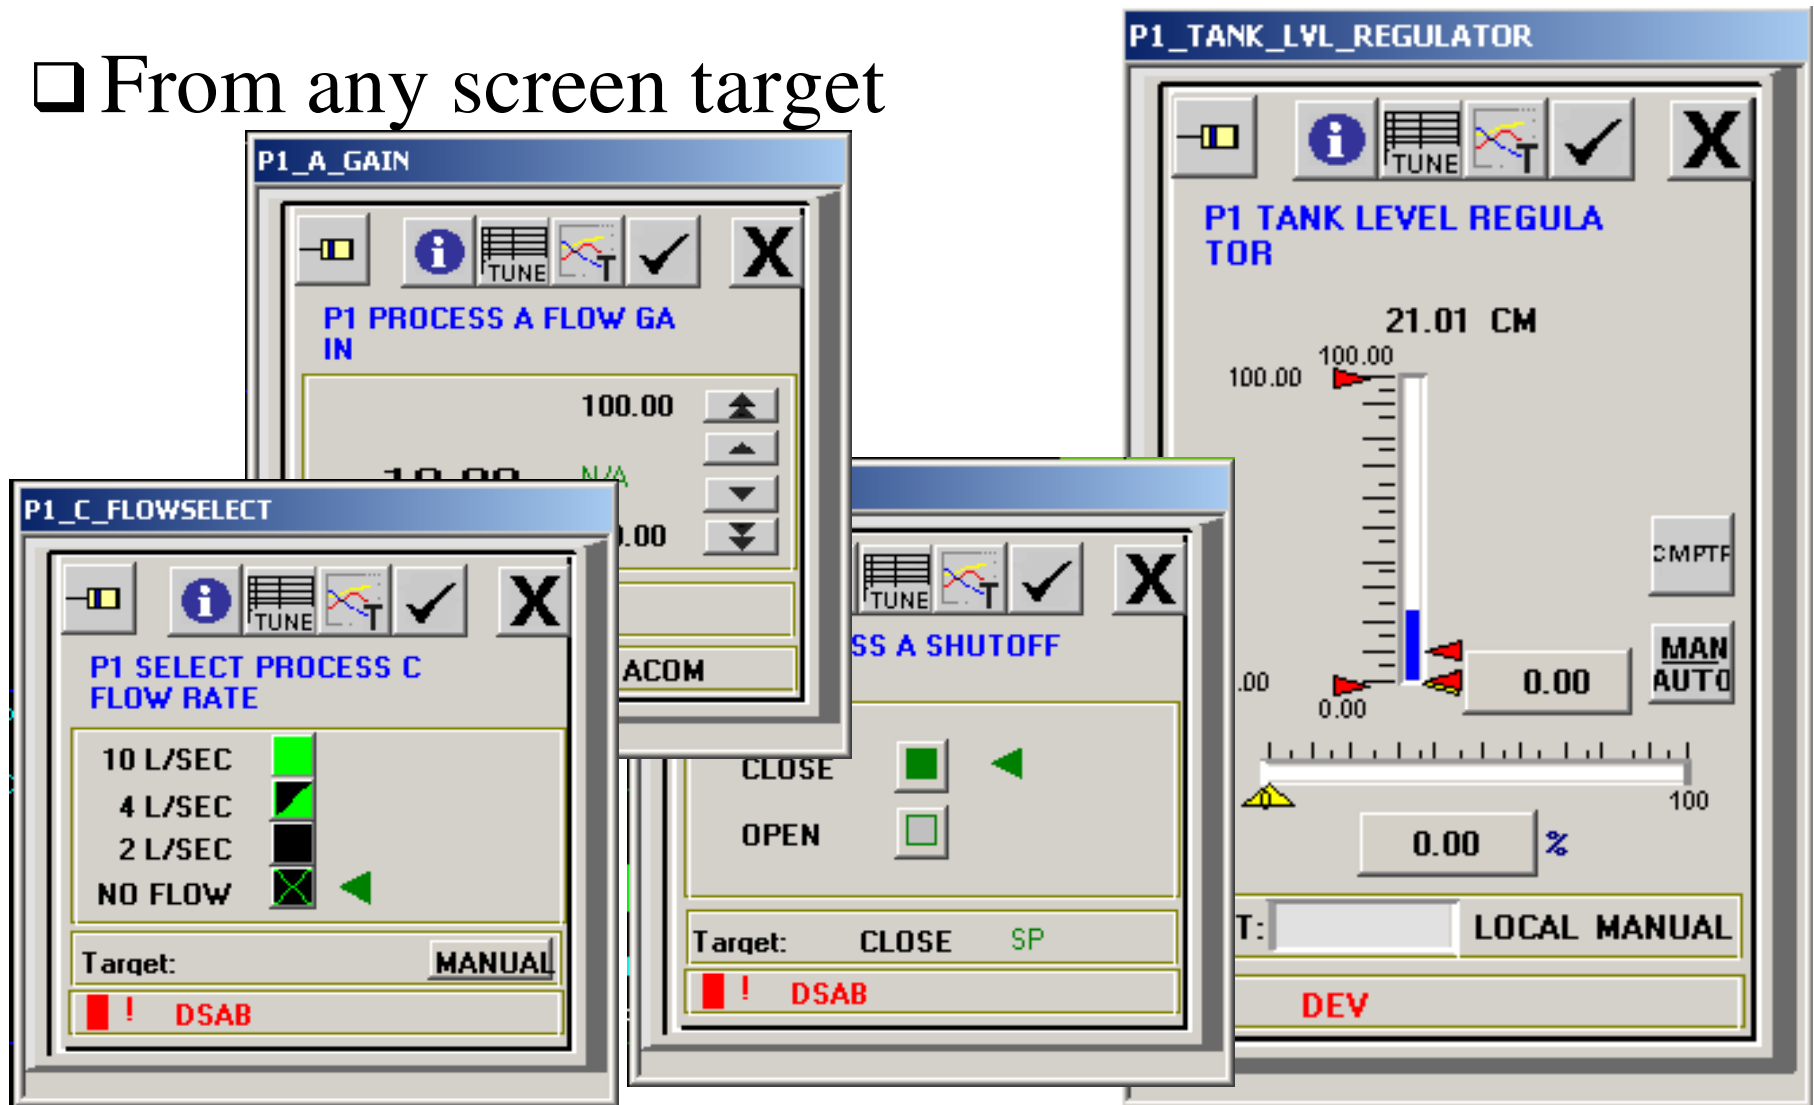 From any screen target
P1_A_GAIN
TUNE
T
X
P1 PROCESS A FLOW GA
IN
100.00
N/A
.00
ACOM
P1_C_FLOWSELECT
i
TUNE
T
X
P1 SELECT PROCESS C
FLOW RATE
10 L/SEC
4 L/SEC
2 L/SEC
NO FLOW
Target:
MANUAL
! DSAB
TUNE
T
X
SS A SHUTOFF
CLOSE
OPEN
Target: CLOSE SP
! DSAB
P1_TANK_LVL_REGULATOR
i
TUNE
T
X
P1 TANK LEVEL REGULA
TOR
21.01 CM
100.00
100.00
CMPTR
MAN
AUTO
.00
0.00
0.00
100
0.00 %
T:
LOCAL MANUAL
DEV